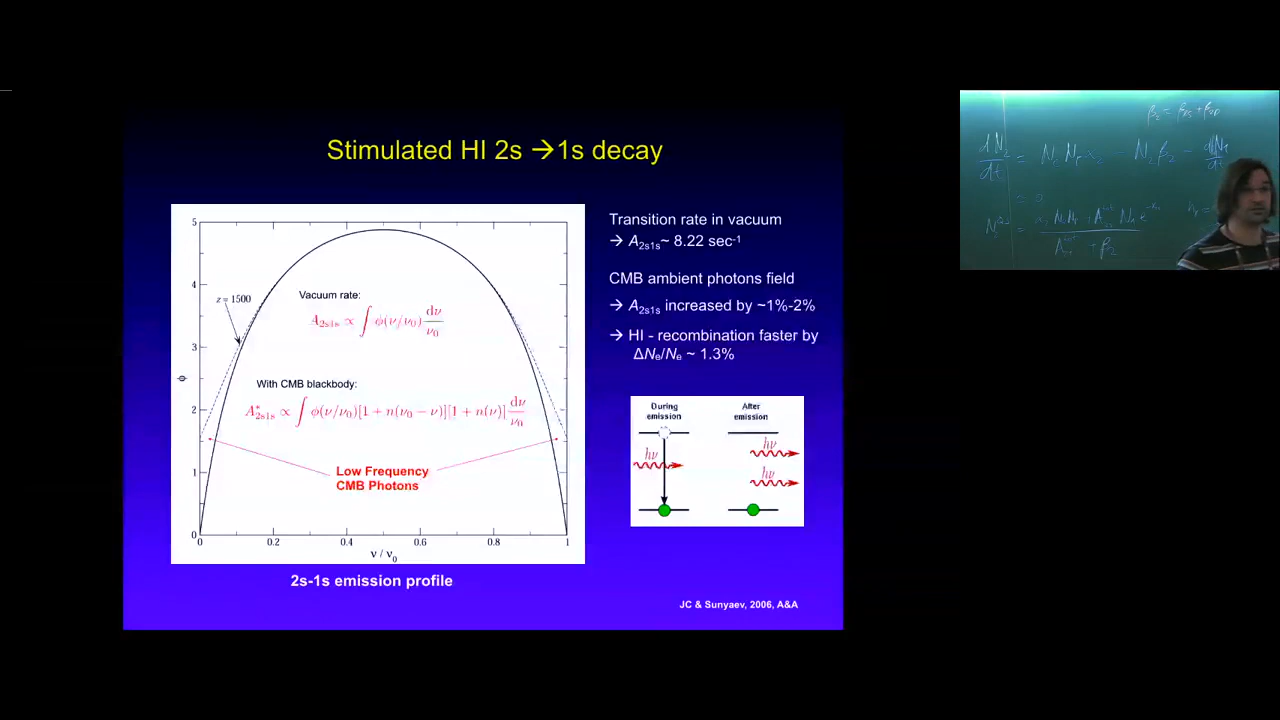 Stimulated HI 2s → 1s decay
5
4
3
2
1
0
ϕ
z = 1500
Vacuum rate:
A₂ₛ₁ₛ ∝ ∫ ϕ(ν/ν₀) dν/ν₀
With CMB blackbody:
A*₂ₛ₁ₛ ∝ ∫ ϕ(ν/ν₀)[1 + n(ν₀ − ν)][1 + n(ν)] dν/ν₀
Low Frequency
CMB Photons
0 0.2 0.4 0.6 0.8 1
ν / ν₀
2s-1s emission profile
Transition rate in vacuum
→ A₂ₛ₁ₛ~ 8.22 sec⁻¹
CMB ambient photons field
→ A₂ₛ₁ₛ increased by ~1%-2%
→ HI - recombination faster by
ΔNₑ/Nₑ ~ 1.3%
During
emission
After
emission
hν
hν
hν
JC & Sunyaev, 2006, A&A